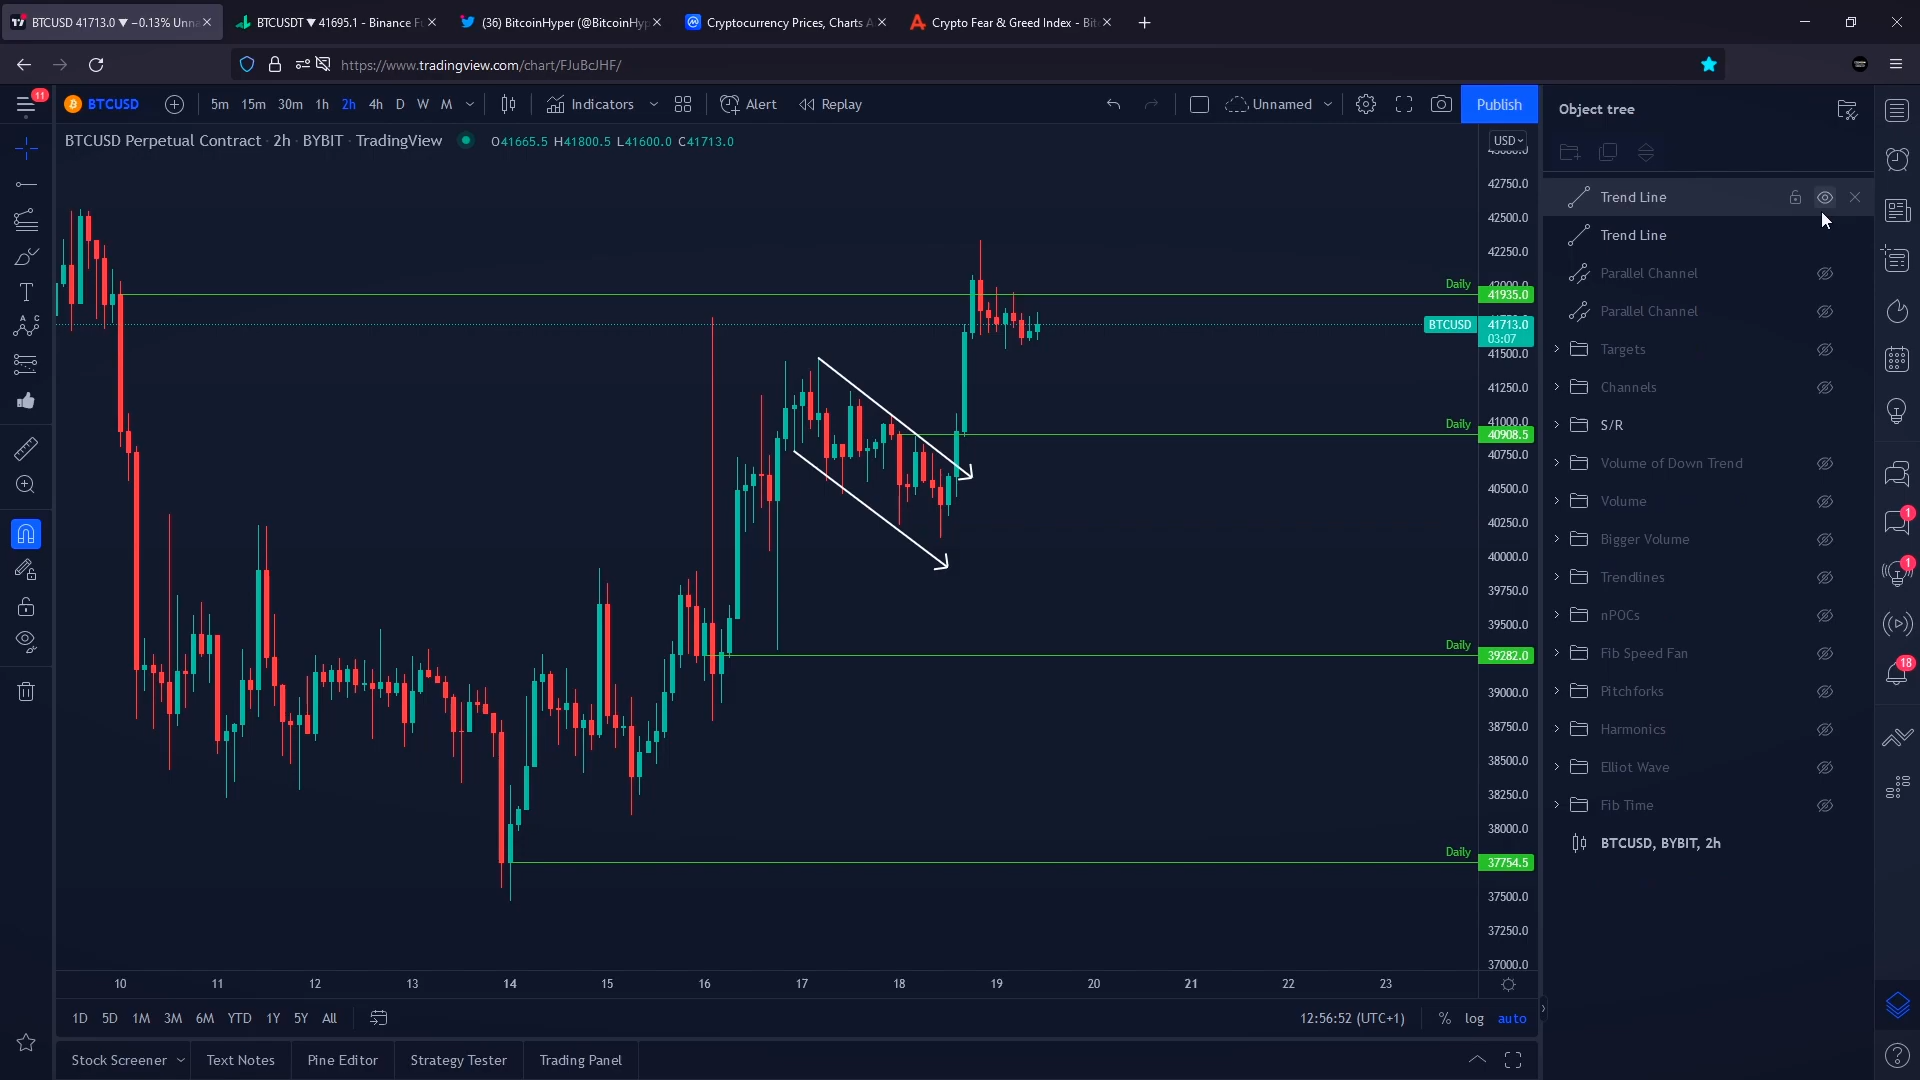 BTCUSD 41713.0 ▼ −0.13% Unna
BTCUSDT ▼ 41695.1 - Binance F
(36) BitcoinHyper (@BitcoinHyp
Cryptocurrency Prices, Charts A
Crypto Fear & Greed Index - Bit
https://www.tradingview.com/chart/FJuBcJHF/
11
BTCUSD
5m 15m 30m 1h 2h 4h D W M
Indicators
Alert
Replay
Unnamed
Publish
BTCUSD Perpetual Contract · 2h · BYBIT · TradingView
O41665.5 H41800.5 L41600.0 C41713.0
USD
42750.0
42500.0
42250.0
Daily 41935.0
BTCUSD 41713.0
03:07
41500.0
41250.0
41000.0
Daily 40908.5
40750.0
40500.0
40250.0
40000.0
39750.0
39500.0
Daily 39282.0
39000.0
38750.0
38500.0
38250.0
38000.0
Daily 37754.5
37500.0
37250.0
37000.0
10 11 12 13 14 15 16 17 18 19 20 21 22 23
1D 5D 1M 3M 6M YTD 1Y 5Y All
12:56:52 (UTC+1)
% log auto
Stock Screener
Text Notes
Pine Editor
Strategy Tester
Trading Panel
Object tree
Trend Line
Trend Line
Parallel Channel
Parallel Channel
Targets
Channels
S/R
Volume of Down Trend
Volume
Bigger Volume
Trendlines
nPOCs
Fib Speed Fan
Pitchforks
Harmonics
Elliot Wave
Fib Time
BTCUSD, BYBIT, 2h
1
1
18